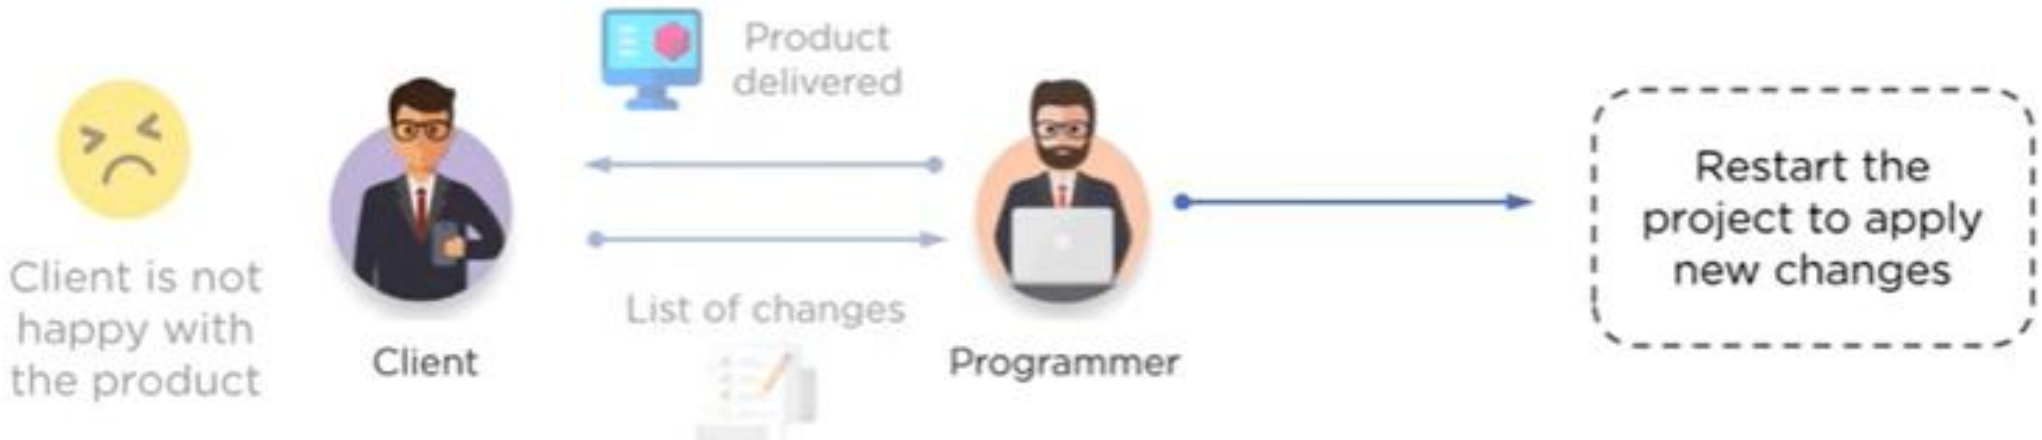 Product
delivered
Client is not
happy with
the product
Client
List of changes
Programmer
Restart the
project to apply
new changes